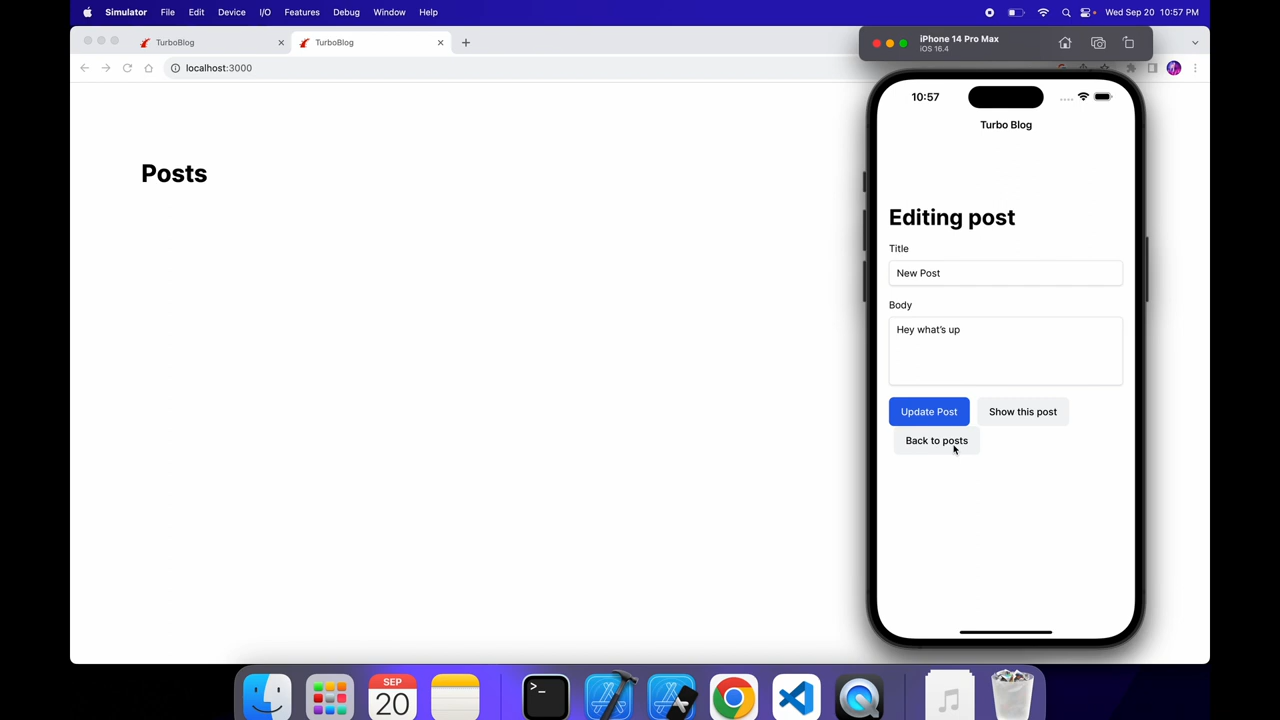 Simulator File Edit Device I/O Features Debug Window Help Wed Sep 20 10:57 PM
TurboBlog TurboBlog
iPhone 14 Pro Max
iOS 16.4
localhost:3000
10:57
Turbo Blog
Posts
Editing post
Title
New Post
Body
Hey what's up
Update Post Show this post
Back to posts
SEP
20
>_